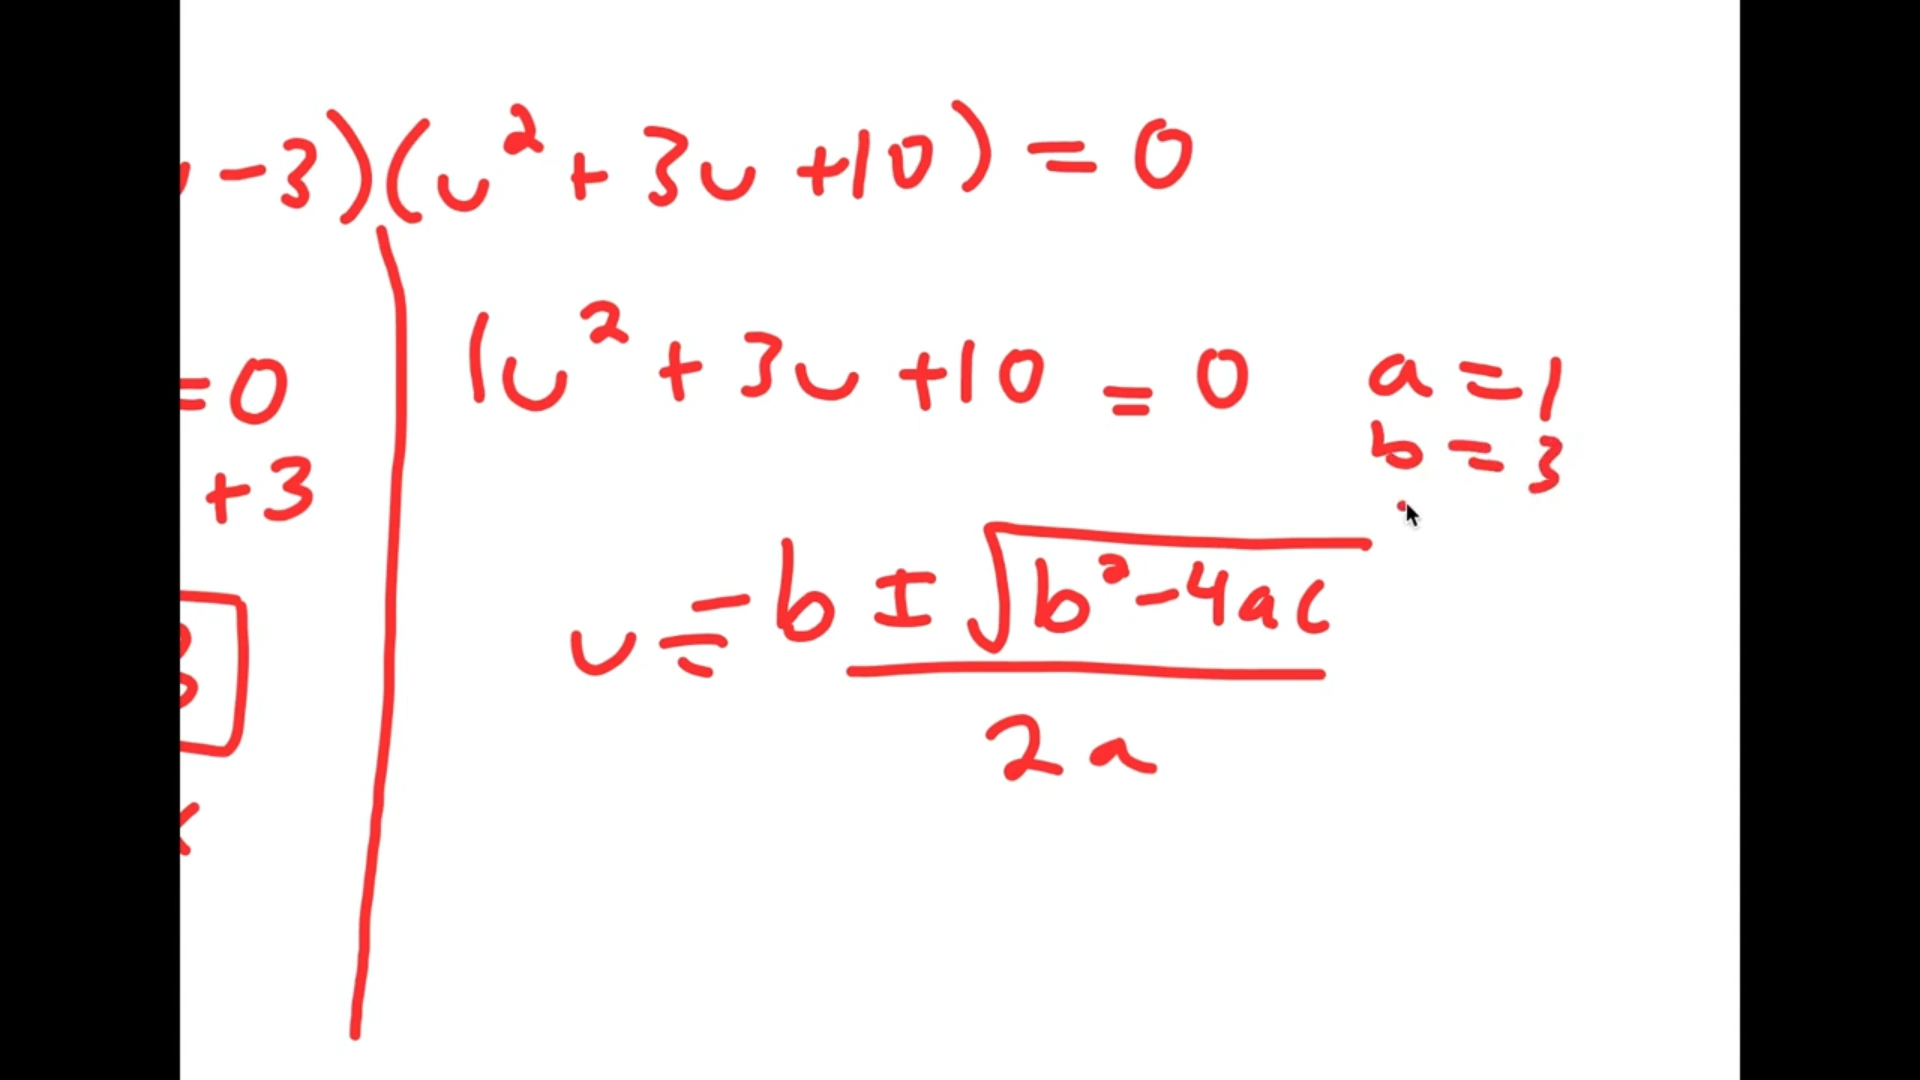 -3)(u²+3u+10)=0
=0
+3
1u²+3u+10=0
a=1
b=3
u=-b±√b²-4ac
2a